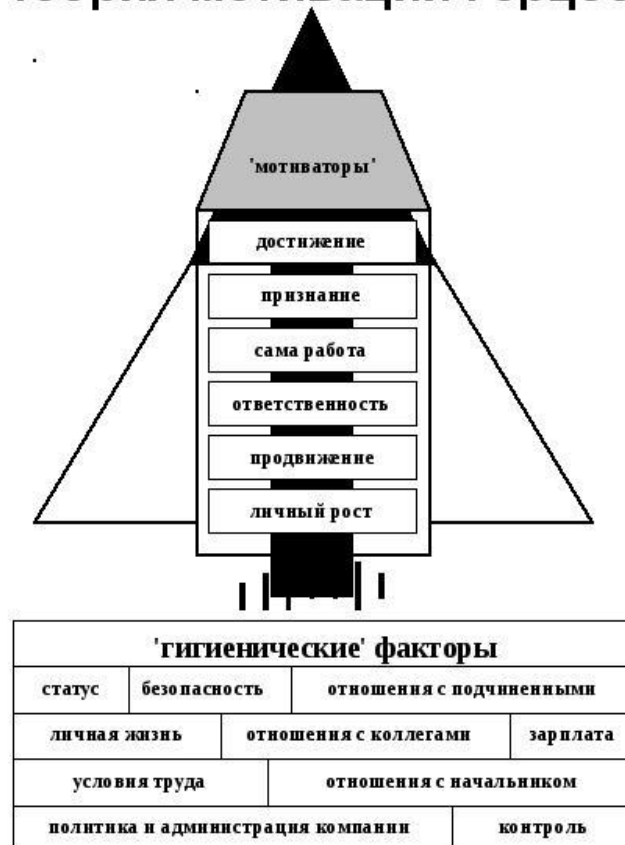 'мотиваторы'
достижение
признание
сама работа
ответственность
продвижение
личный рост
'гигиенические' факторы
статус безопасность отношения с подчиненными
личная жизнь отношения с коллегами зарплата
условия труда отношения с начальником
политика и администрация компании контроль